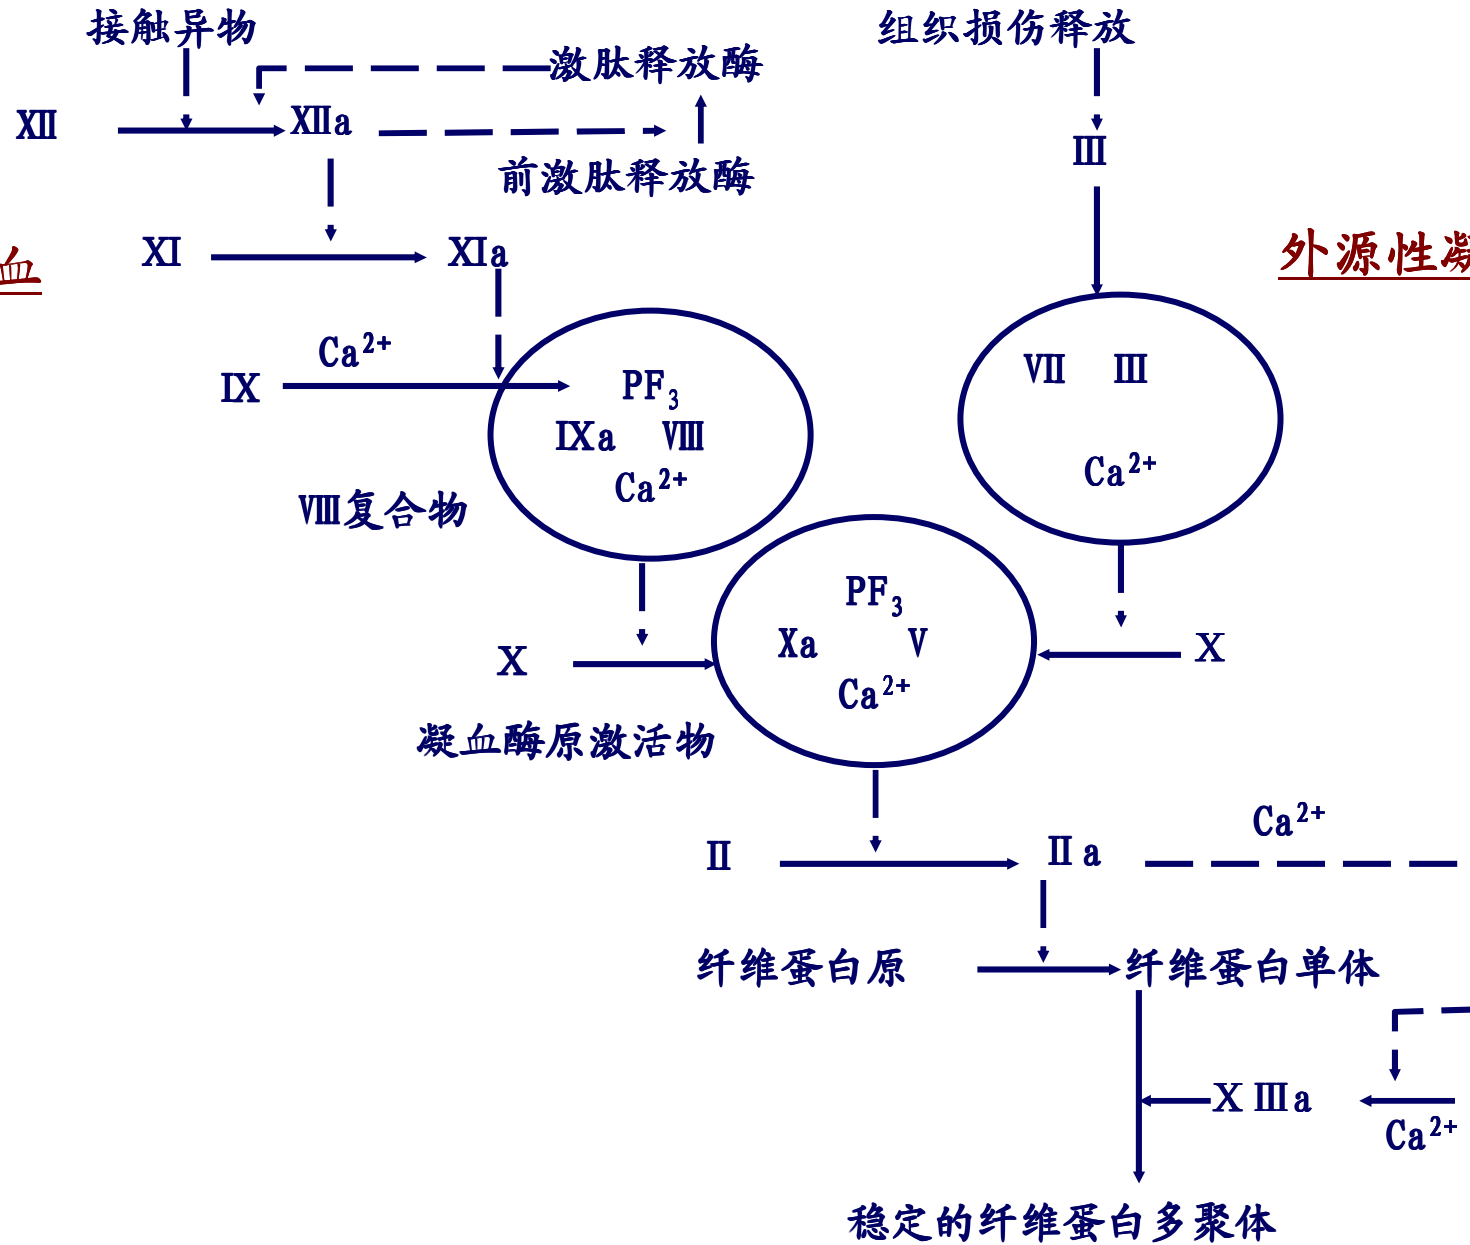 接触异物
组织损伤释放
激肽释放酶
Ⅻ
Ⅻa
Ⅲ
前激肽释放酶
Ⅺ
Ⅺa
血
外源性凝
Ca²⁺
Ⅸ
PF₃
Ⅸa Ⅷ
Ca²⁺
Ⅶ Ⅲ
Ca²⁺
Ⅷ复合物
PF₃
Ⅹa Ⅴ
Ca²⁺
Ⅹ
Ⅹ
凝血酶原激活物
Ca²⁺
Ⅱ
Ⅱa
纤维蛋白原
纤维蛋白单体
ⅩⅢa
Ca²⁺
稳定的纤维蛋白多聚体